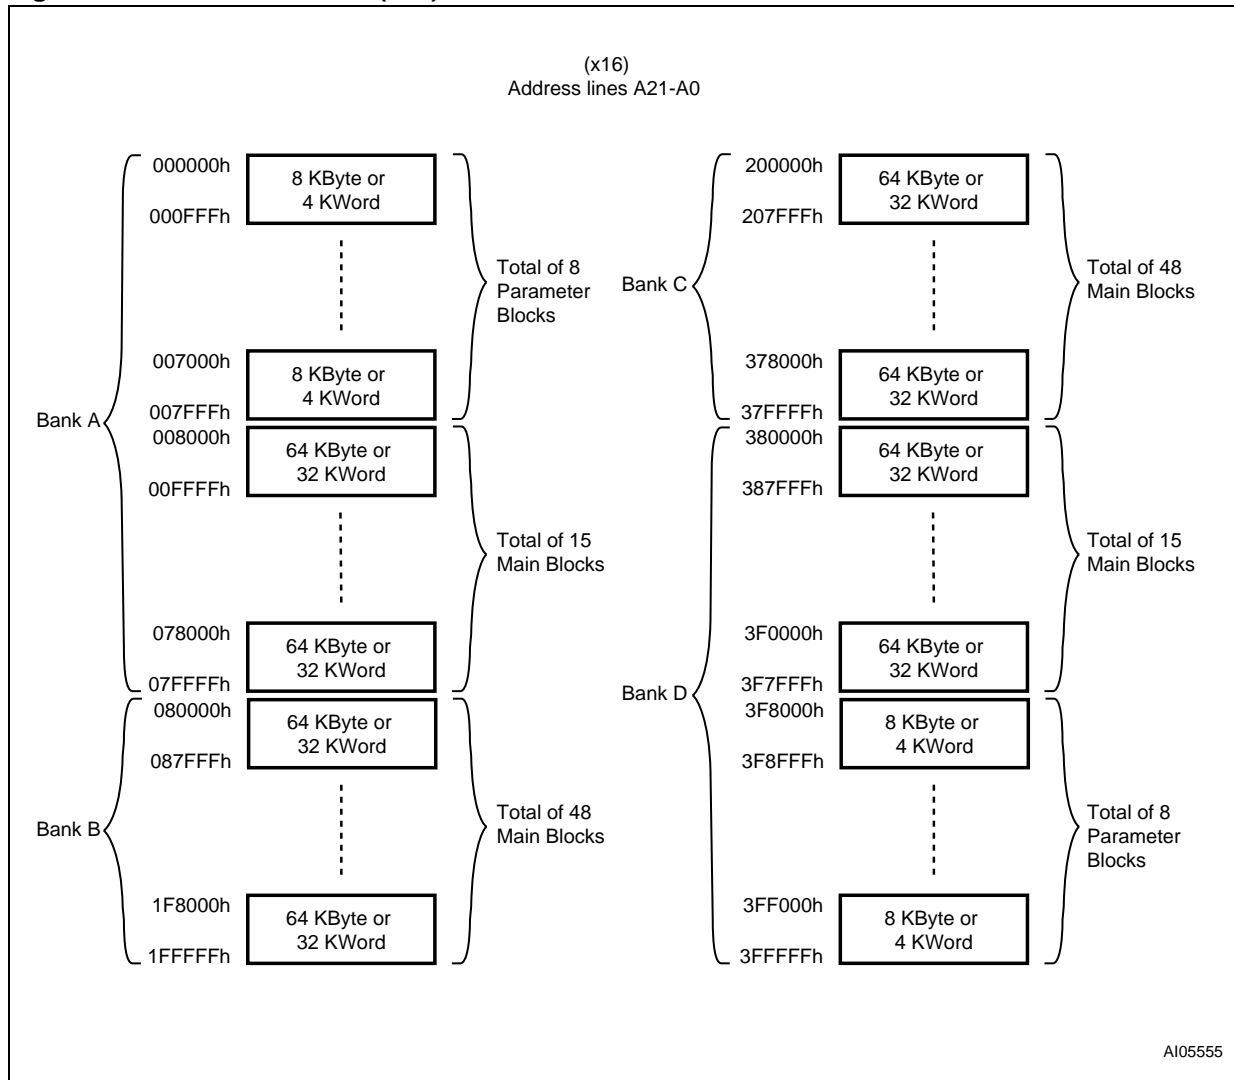 (x16)
Address lines A21-A0
Bank A
000000h
8 KByte or
4 KWord
000FFFh
Total of 8
Parameter
Blocks
007000h
8 KByte or
4 KWord
007FFFh
008000h
64 KByte or
32 KWord
00FFFFh
Total of 15
Main Blocks
078000h
64 KByte or
32 KWord
07FFFFh
Bank B
080000h
64 KByte or
32 KWord
087FFFh
Total of 48
Main Blocks
1F8000h
64 KByte or
32 KWord
1FFFFFh
Bank C
200000h
64 KByte or
32 KWord
207FFFh
Total of 48
Main Blocks
378000h
64 KByte or
32 KWord
37FFFFh
Bank D
380000h
64 KByte or
32 KWord
387FFFh
Total of 15
Main Blocks
3F0000h
64 KByte or
32 KWord
3F7FFFh
3F8000h
8 KByte or
4 KWord
3F8FFFh
Total of 8
Parameter
Blocks
3FF000h
8 KByte or
4 KWord
3FFFFFh
AI05555